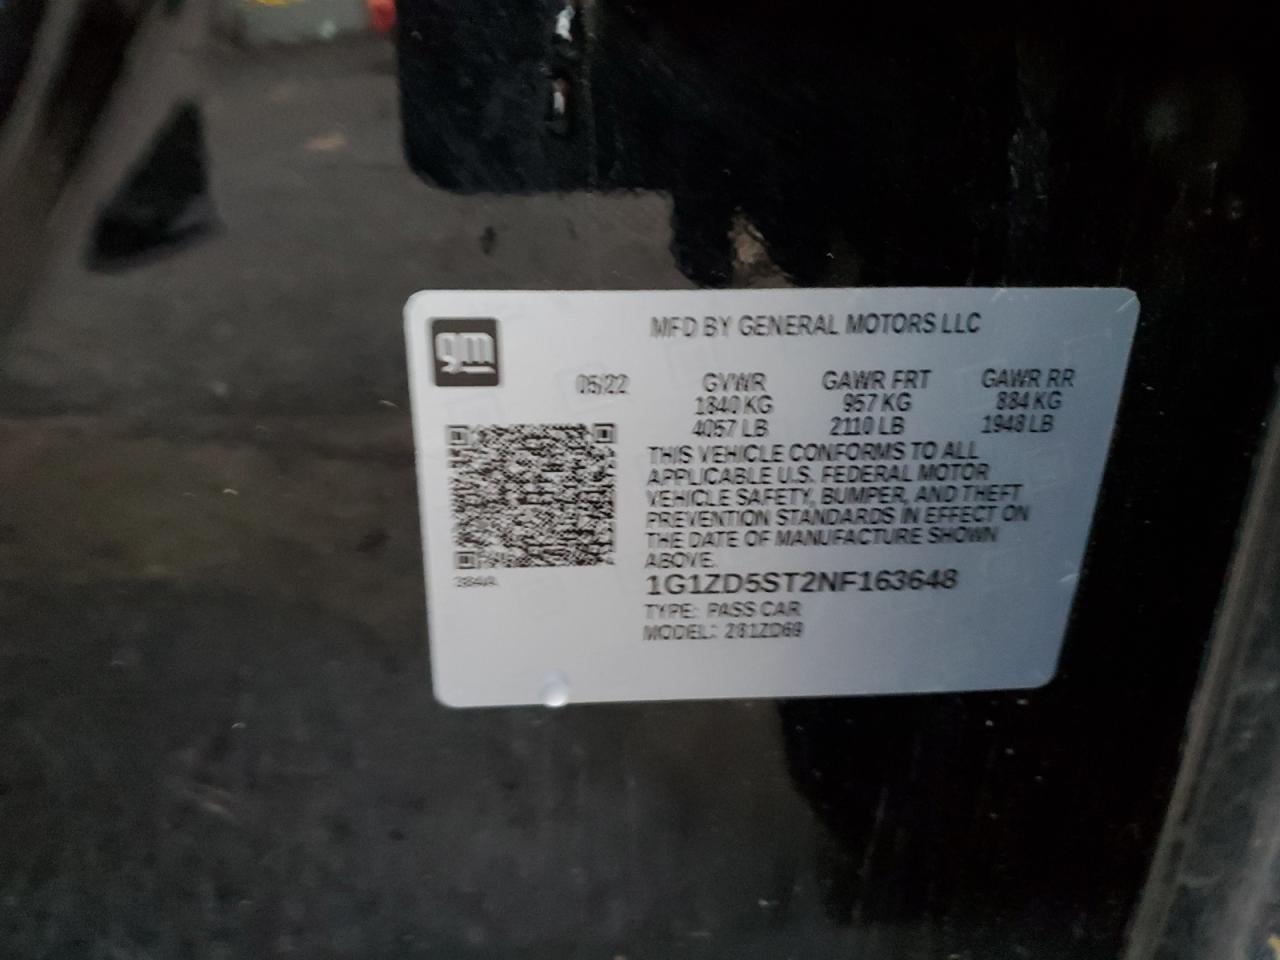 gm
MFD BY GENERAL MOTORS LLC
05/22 GVWR GAWR FRT GAWR RR
1840 KG 957 KG 884 KG
4057 LB 2110 LB 1948 LB
THIS VEHICLE CONFORMS TO ALL
APPLICABLE U.S. FEDERAL MOTOR
VEHICLE SAFETY, BUMPER, AND THEFT
PREVENTION STANDARDS IN EFFECT ON
THE DATE OF MANUFACTURE SHOWN
ABOVE.
1G1ZD5ST2NF163648
TYPE: PASS CAR
MODEL: 281ZD69